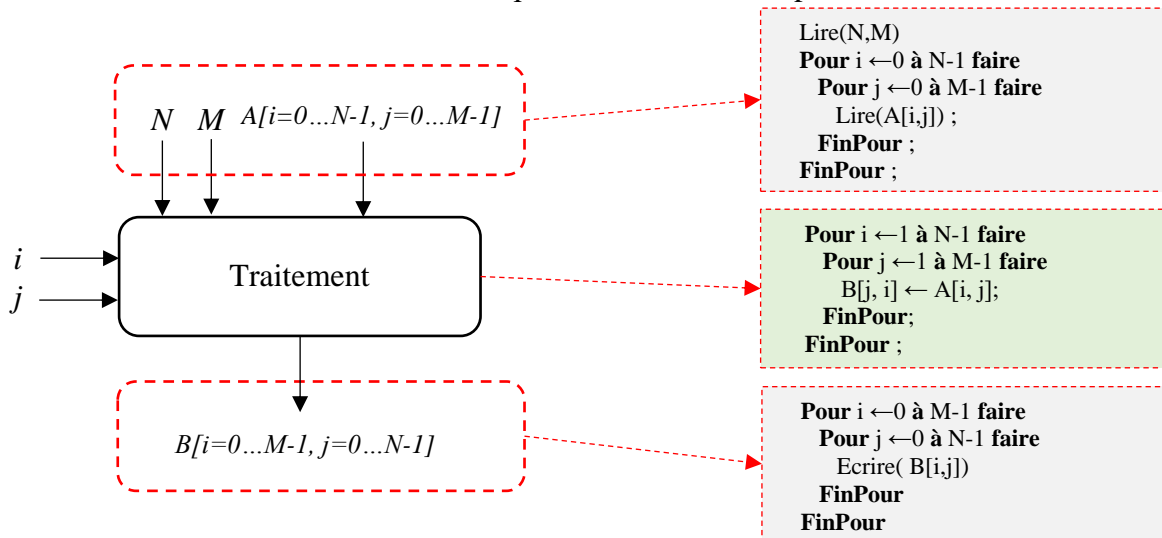 Lire(N,M)
Pour i ←0 à N-1 faire
Pour j ←0 à M-1 faire
Lire(A[i,j]) ;
FinPour ;
FinPour ;
N M A[i=0…N-1, j=0…M-1]
i
j
Traitement
Pour i ←1 à N-1 faire
Pour j ←1 à M-1 faire
B[j, i] ← A[i, j];
FinPour;
FinPour ;
B[i=0…M-1, j=0…N-1]
Pour i ←0 à M-1 faire
Pour j ←0 à N-1 faire
Ecrire( B[i,j])
FinPour
FinPour